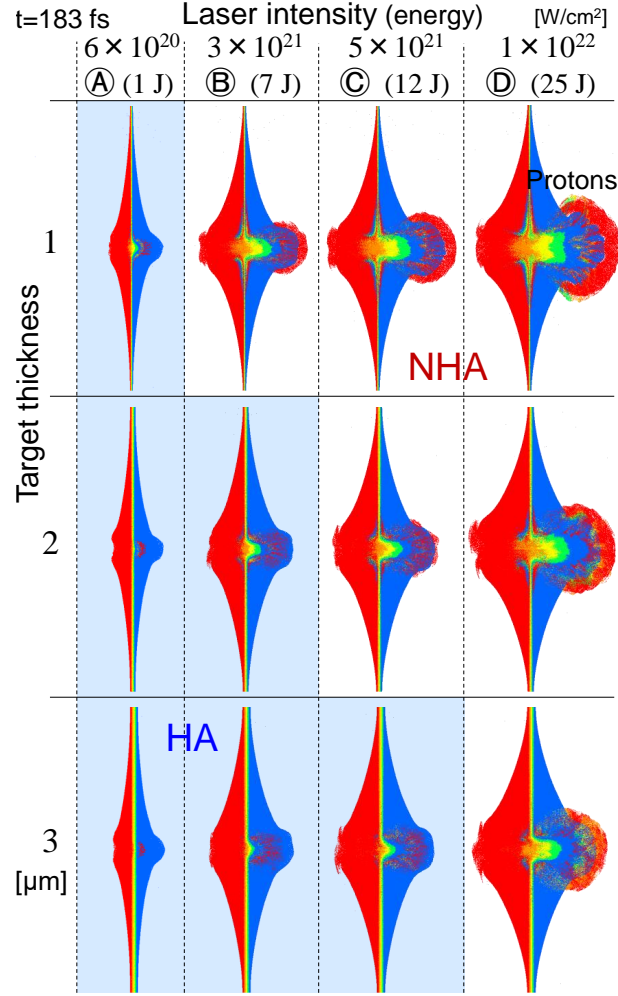 t=183 fs
Laser intensity (energy)
[W/cm²]
6×10²⁰
3×10²¹
5×10²¹
1×10²²
Ⓐ (1 J)
Ⓑ (7 J)
Ⓒ (12 J)
Ⓓ (25 J)
Protons
1
NHA
Target thickness
2
HA
3
[μm]